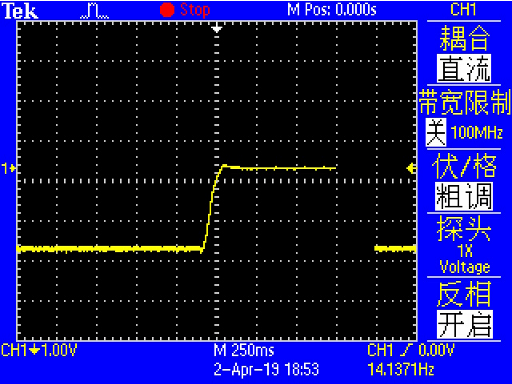 Tek Stop M Pos: 0.000s CH1
耦合
直流
带宽限制
关 100MHz
伏/格
粗调
探头
1X
Voltage
反相
开启
1
CH1 1.00V M 250ms CH1 0.00V
2-Apr-19 18:53 14.1371Hz